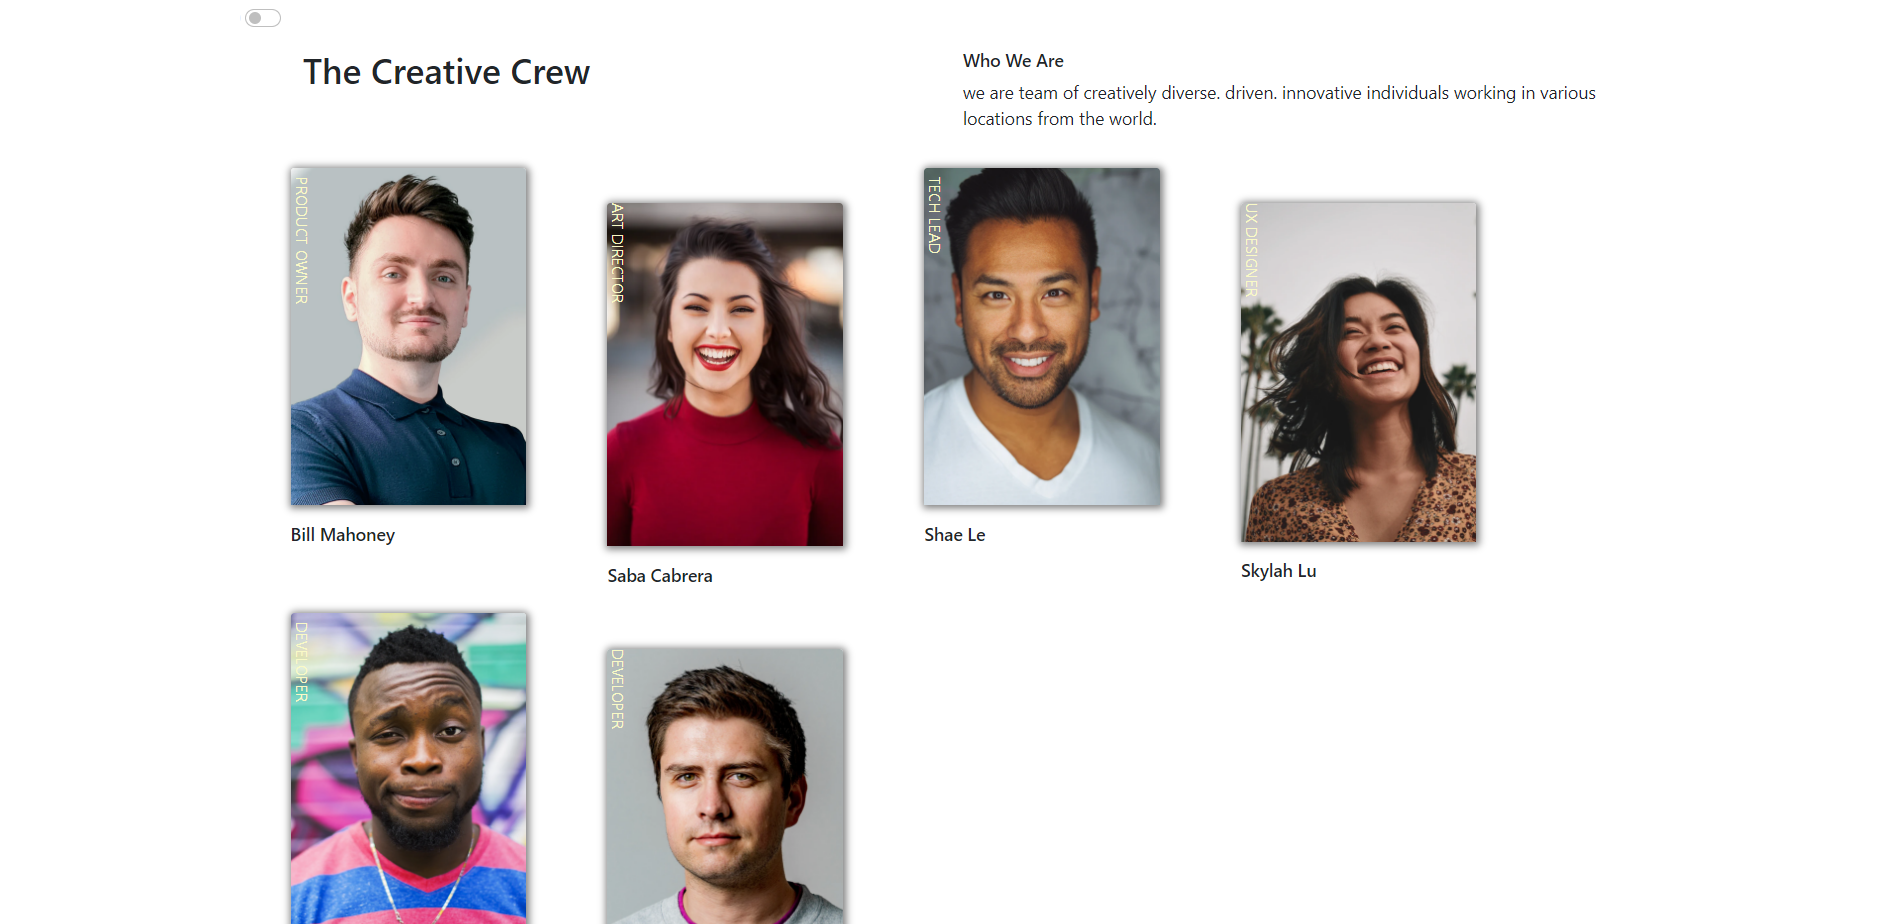 The Creative Crew
Who We Are
we are team of creatively diverse. driven. innovative individuals working in various
locations from the world.
PRODUCT OWNER
Bill Mahoney
ART DIRECTOR
Saba Cabrera
TECH LEAD
Shae Le
UX DESIGNER
Skylah Lu
DEVELOPER
DEVELOPER